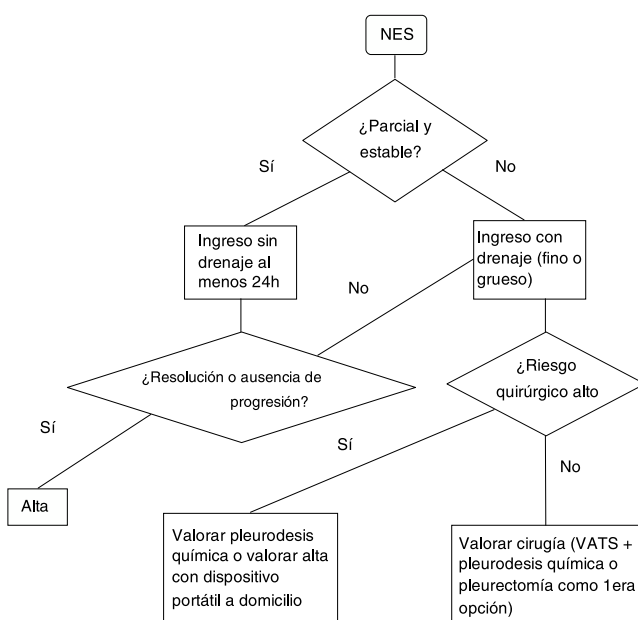 NES
¿Parcial y
estable?
Sí
No
Ingreso sin
drenaje al
menos 24h
Ingreso con
drenaje (fino o
grueso)
No
¿Resolución o ausencia de
progresión?
¿Riesgo
quirúrgico alto
Sí
Sí
No
Alta
Valorar pleurodesis
química o valorar alta
con dispositivo
portátil a domicilio
Valorar cirugía (VATS +
pleurodesis química o
pleurectomía como 1era
opción)